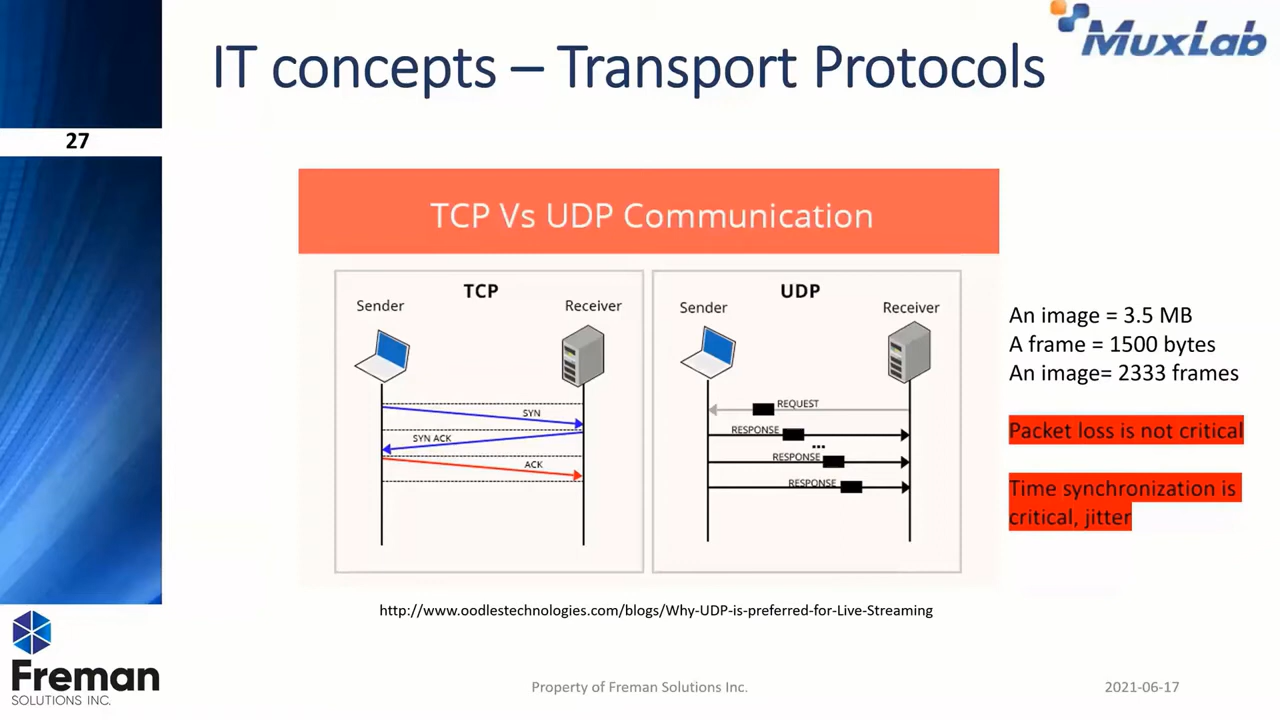 MuxLab
IT concepts – Transport Protocols
27
TCP Vs UDP Communication
TCP
Sender
Receiver
SYN
SYN ACK
ACK
UDP
Sender
Receiver
REQUEST
RESPONSE
...
RESPONSE
RESPONSE
An image = 3.5 MB
A frame = 1500 bytes
An image= 2333 frames
Packet loss is not critical
Time synchronization is
critical, jitter
http://www.oodlestechnologies.com/blogs/Why-UDP-is-preferred-for-Live-Streaming
Freman
SOLUTIONS INC.
Property of Freman Solutions Inc.
2021-06-17